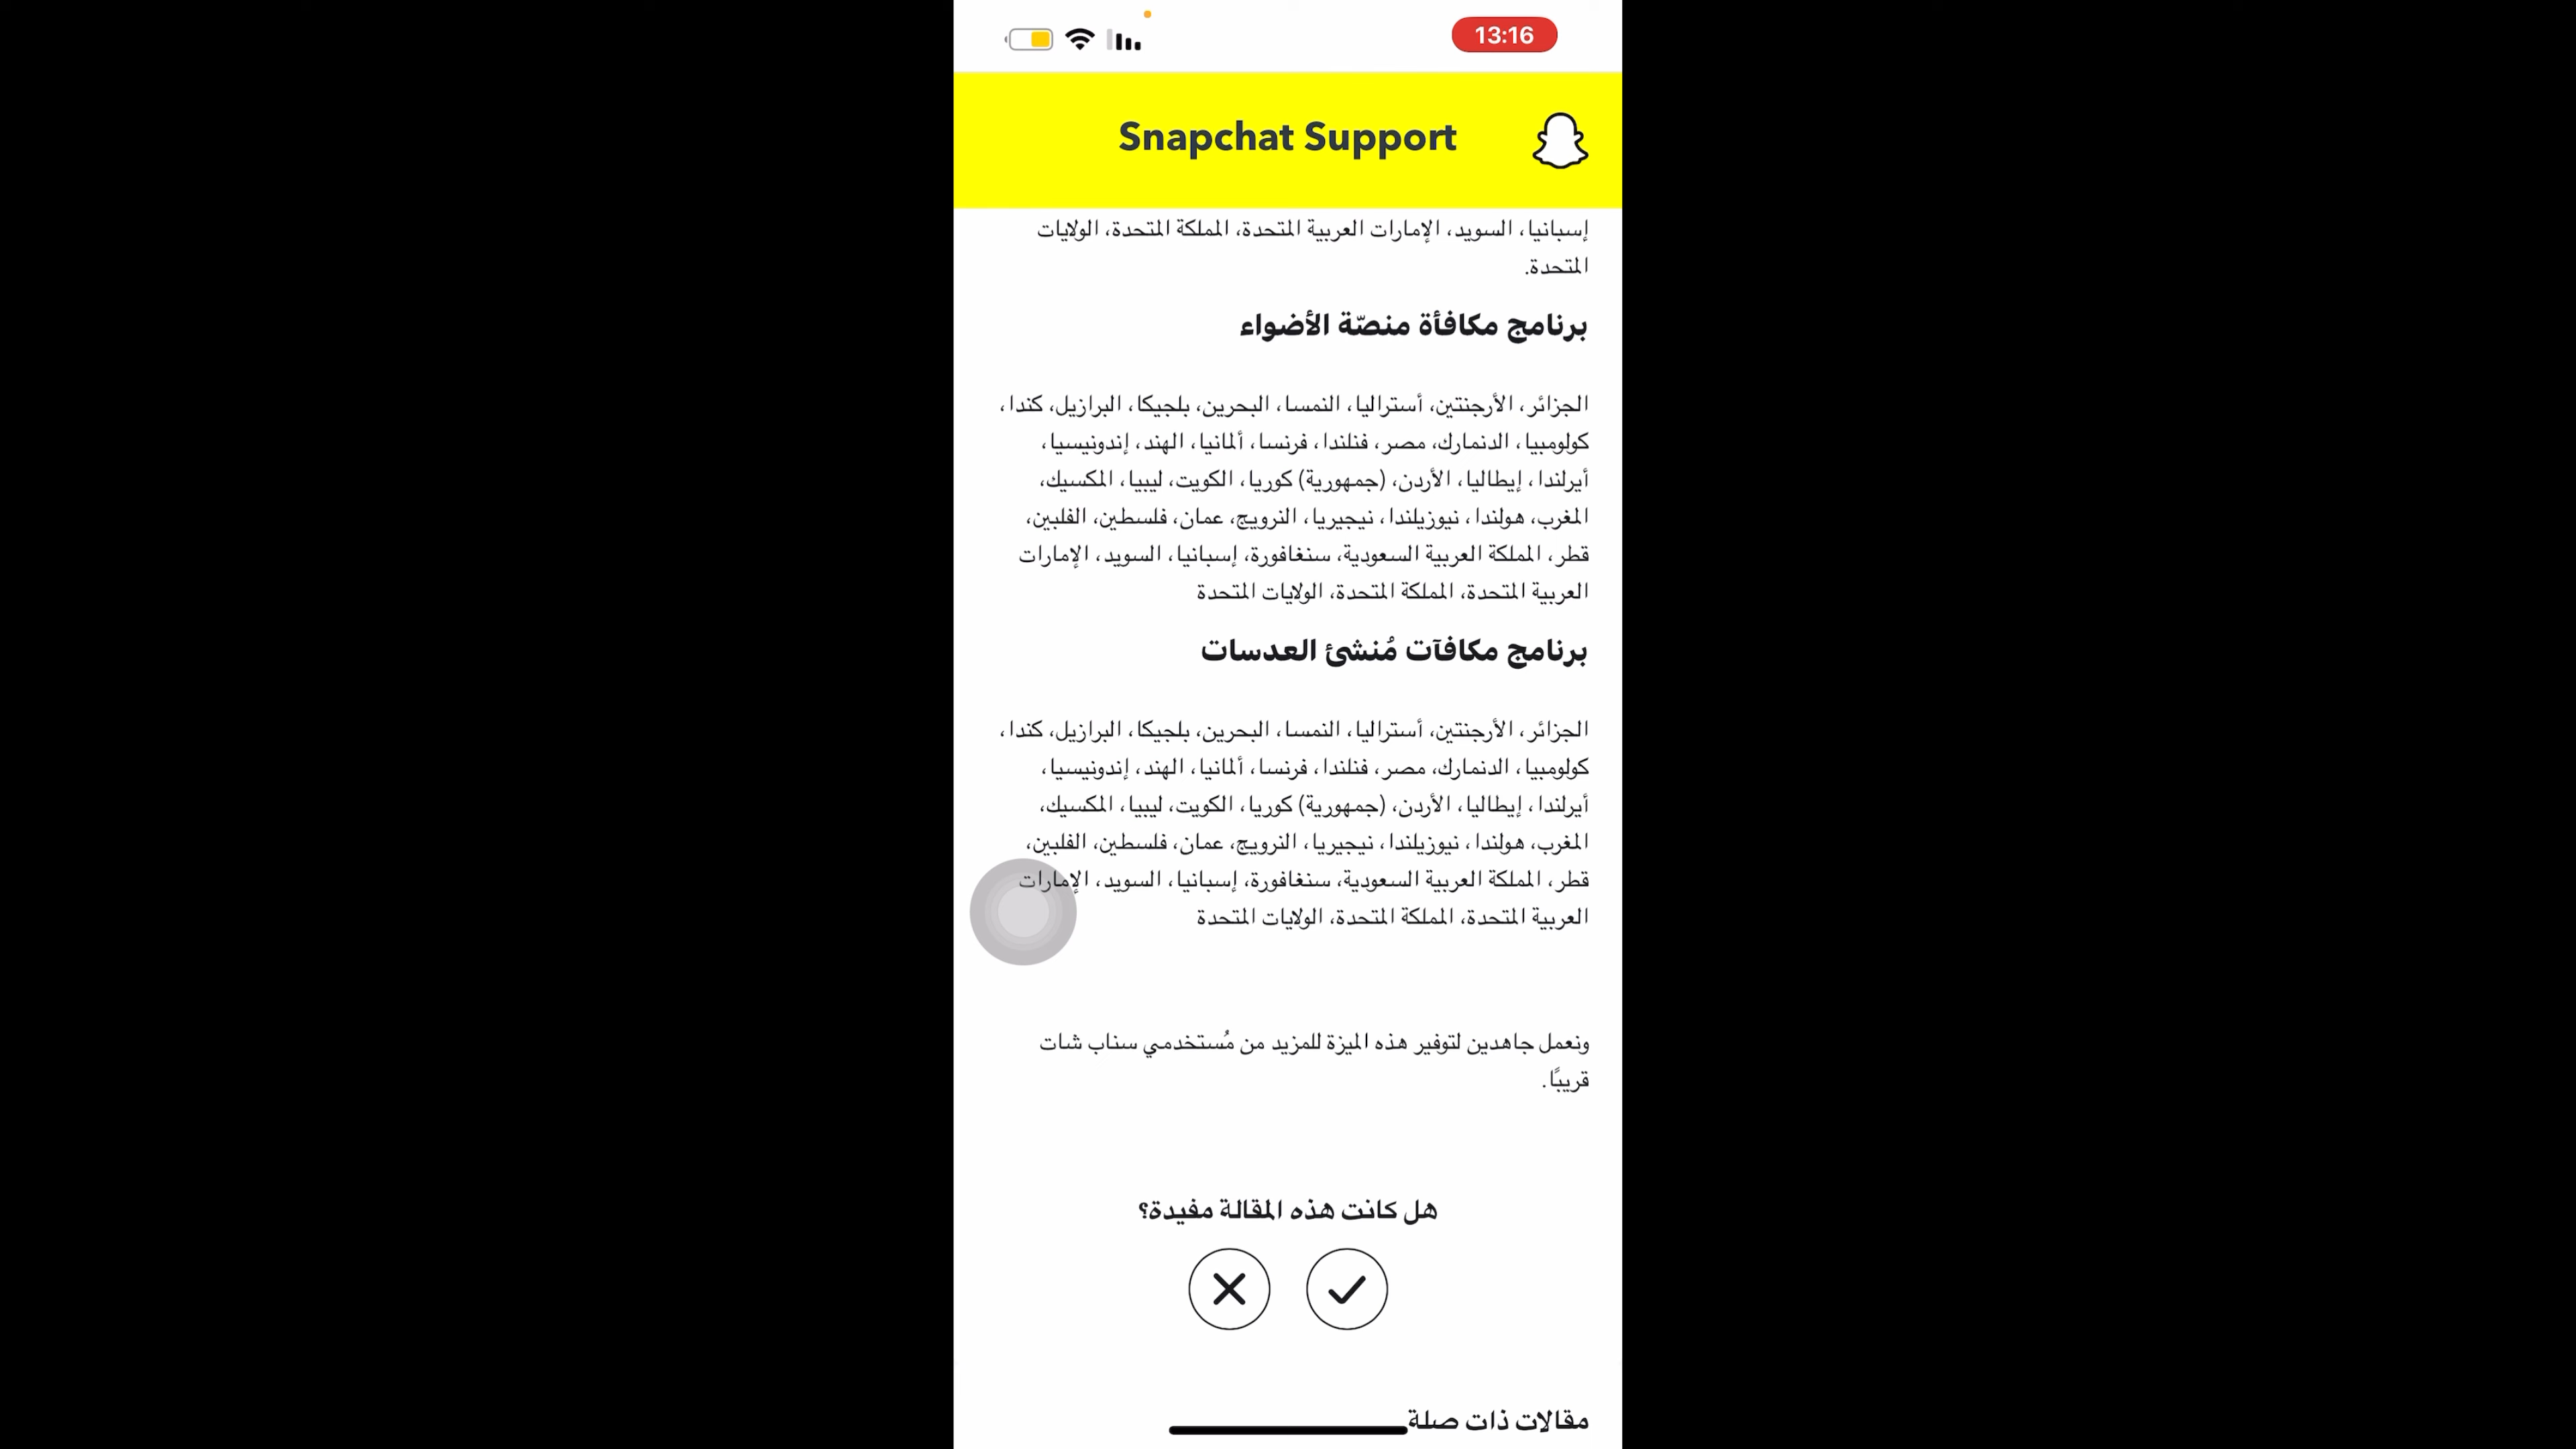 13:16
Snapchat Support
إسبانيا، السويد، الإمارات العربية المتحدة، المملكة المتحدة، الولايات
المتحدة.
برنامج مكافأة منصّة الأضواء
الجزائر، الأرجنتين، أستراليا، النمسا، البحرين، بلجيكا، البرازيل، كندا،
كولومبيا، الدنمارك، مصر، فنلندا، فرنسا، ألمانيا، الهند، إندونيسيا،
أيرلندا، إيطاليا، الأردن، (جمهورية) كوريا، الكويت، ليبيا، المكسيك،
المغرب، هولندا، نيوزيلندا، نيجيريا، النرويج، عمان، فلسطين، الفلبين،
قطر، المملكة العربية السعودية، سنغافورة، إسبانيا، السويد، الإمارات
العربية المتحدة، المملكة المتحدة، الولايات المتحدة
برنامج مكافآت مُنشئ العدسات
الجزائر، الأرجنتين، أستراليا، النمسا، البحرين، بلجيكا، البرازيل، كندا،
كولومبيا، الدنمارك، مصر، فنلندا، فرنسا، ألمانيا، الهند، إندونيسيا،
أيرلندا، إيطاليا، الأردن، (جمهورية) كوريا، الكويت، ليبيا، المكسيك،
المغرب، هولندا، نيوزيلندا، نيجيريا، النرويج، عمان، فلسطين، الفلبين،
قطر، المملكة العربية السعودية، سنغافورة، إسبانيا، السويد، الإمارات
العربية المتحدة، المملكة المتحدة، الولايات المتحدة
ونعمل جاهدين لتوفير هذه الميزة للمزيد من مُستخدمي سناب شات
قريبًا.
هل كانت هذه المقالة مفيدة؟
مقالات ذات صلة